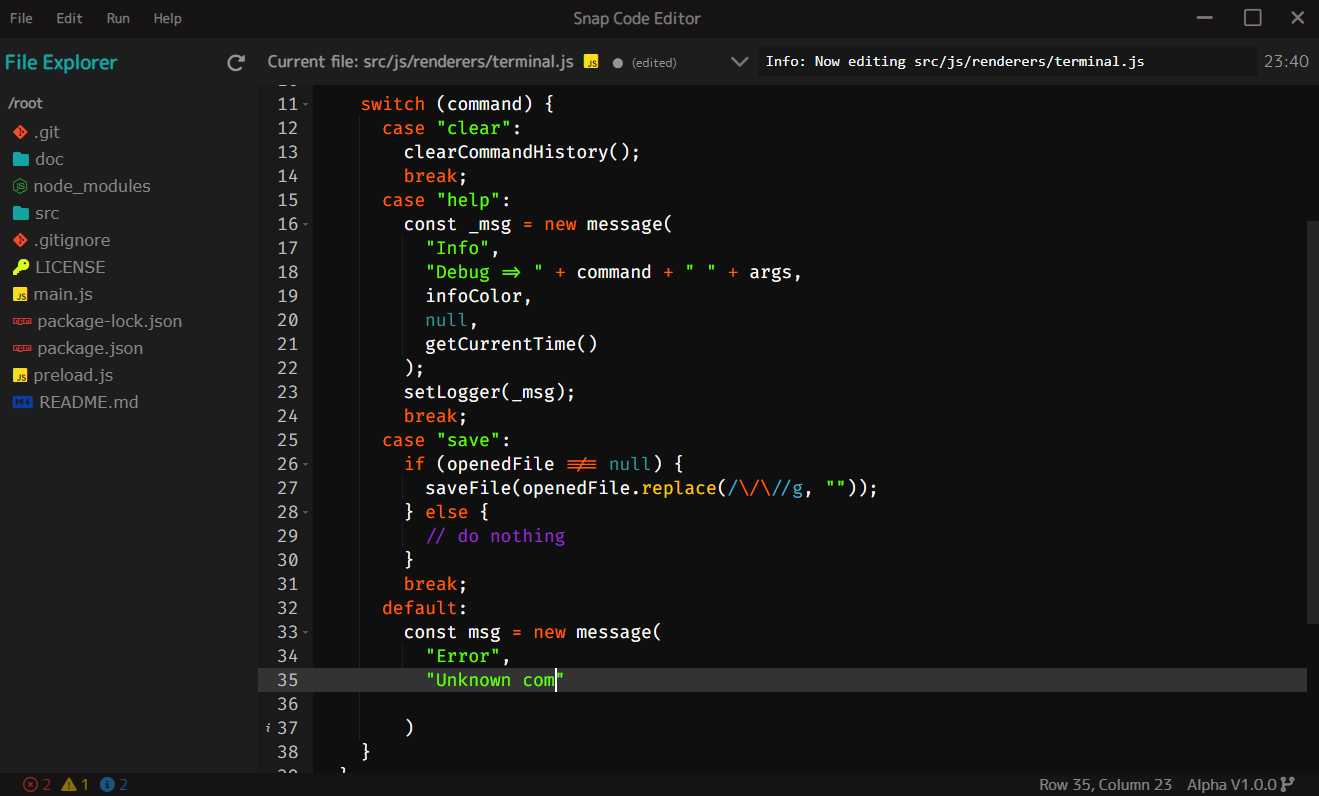 File Edit Run Help
Snap Code Editor
File Explorer
Current file: src/js/renderers/terminal.js JS ● (edited)
Info: Now editing src/js/renderers/terminal.js
23:40
/root
.git
doc
node_modules
src
.gitignore
LICENSE
main.js
package-lock.json
package.json
preload.js
README.md
11 switch (command) {
12 case "clear":
13 clearCommandHistory();
14 break;
15 case "help":
16 const _msg = new message(
17 "Info",
18 "Debug => " + command + " " + args,
19 infoColor,
20 null,
21 getCurrentTime()
22 );
23 setLogger(_msg);
24 break;
25 case "save":
26 if (openedFile !== null) {
27 saveFile(openedFile.replace(/\/\//g, ""));
28 } else {
29 // do nothing
30 }
31 break;
32 default:
33 const msg = new message(
34 "Error",
35 "Unknown com"
36
i 37 )
38 }
2 1 2
Row 35, Column 23 Alpha V1.0.0